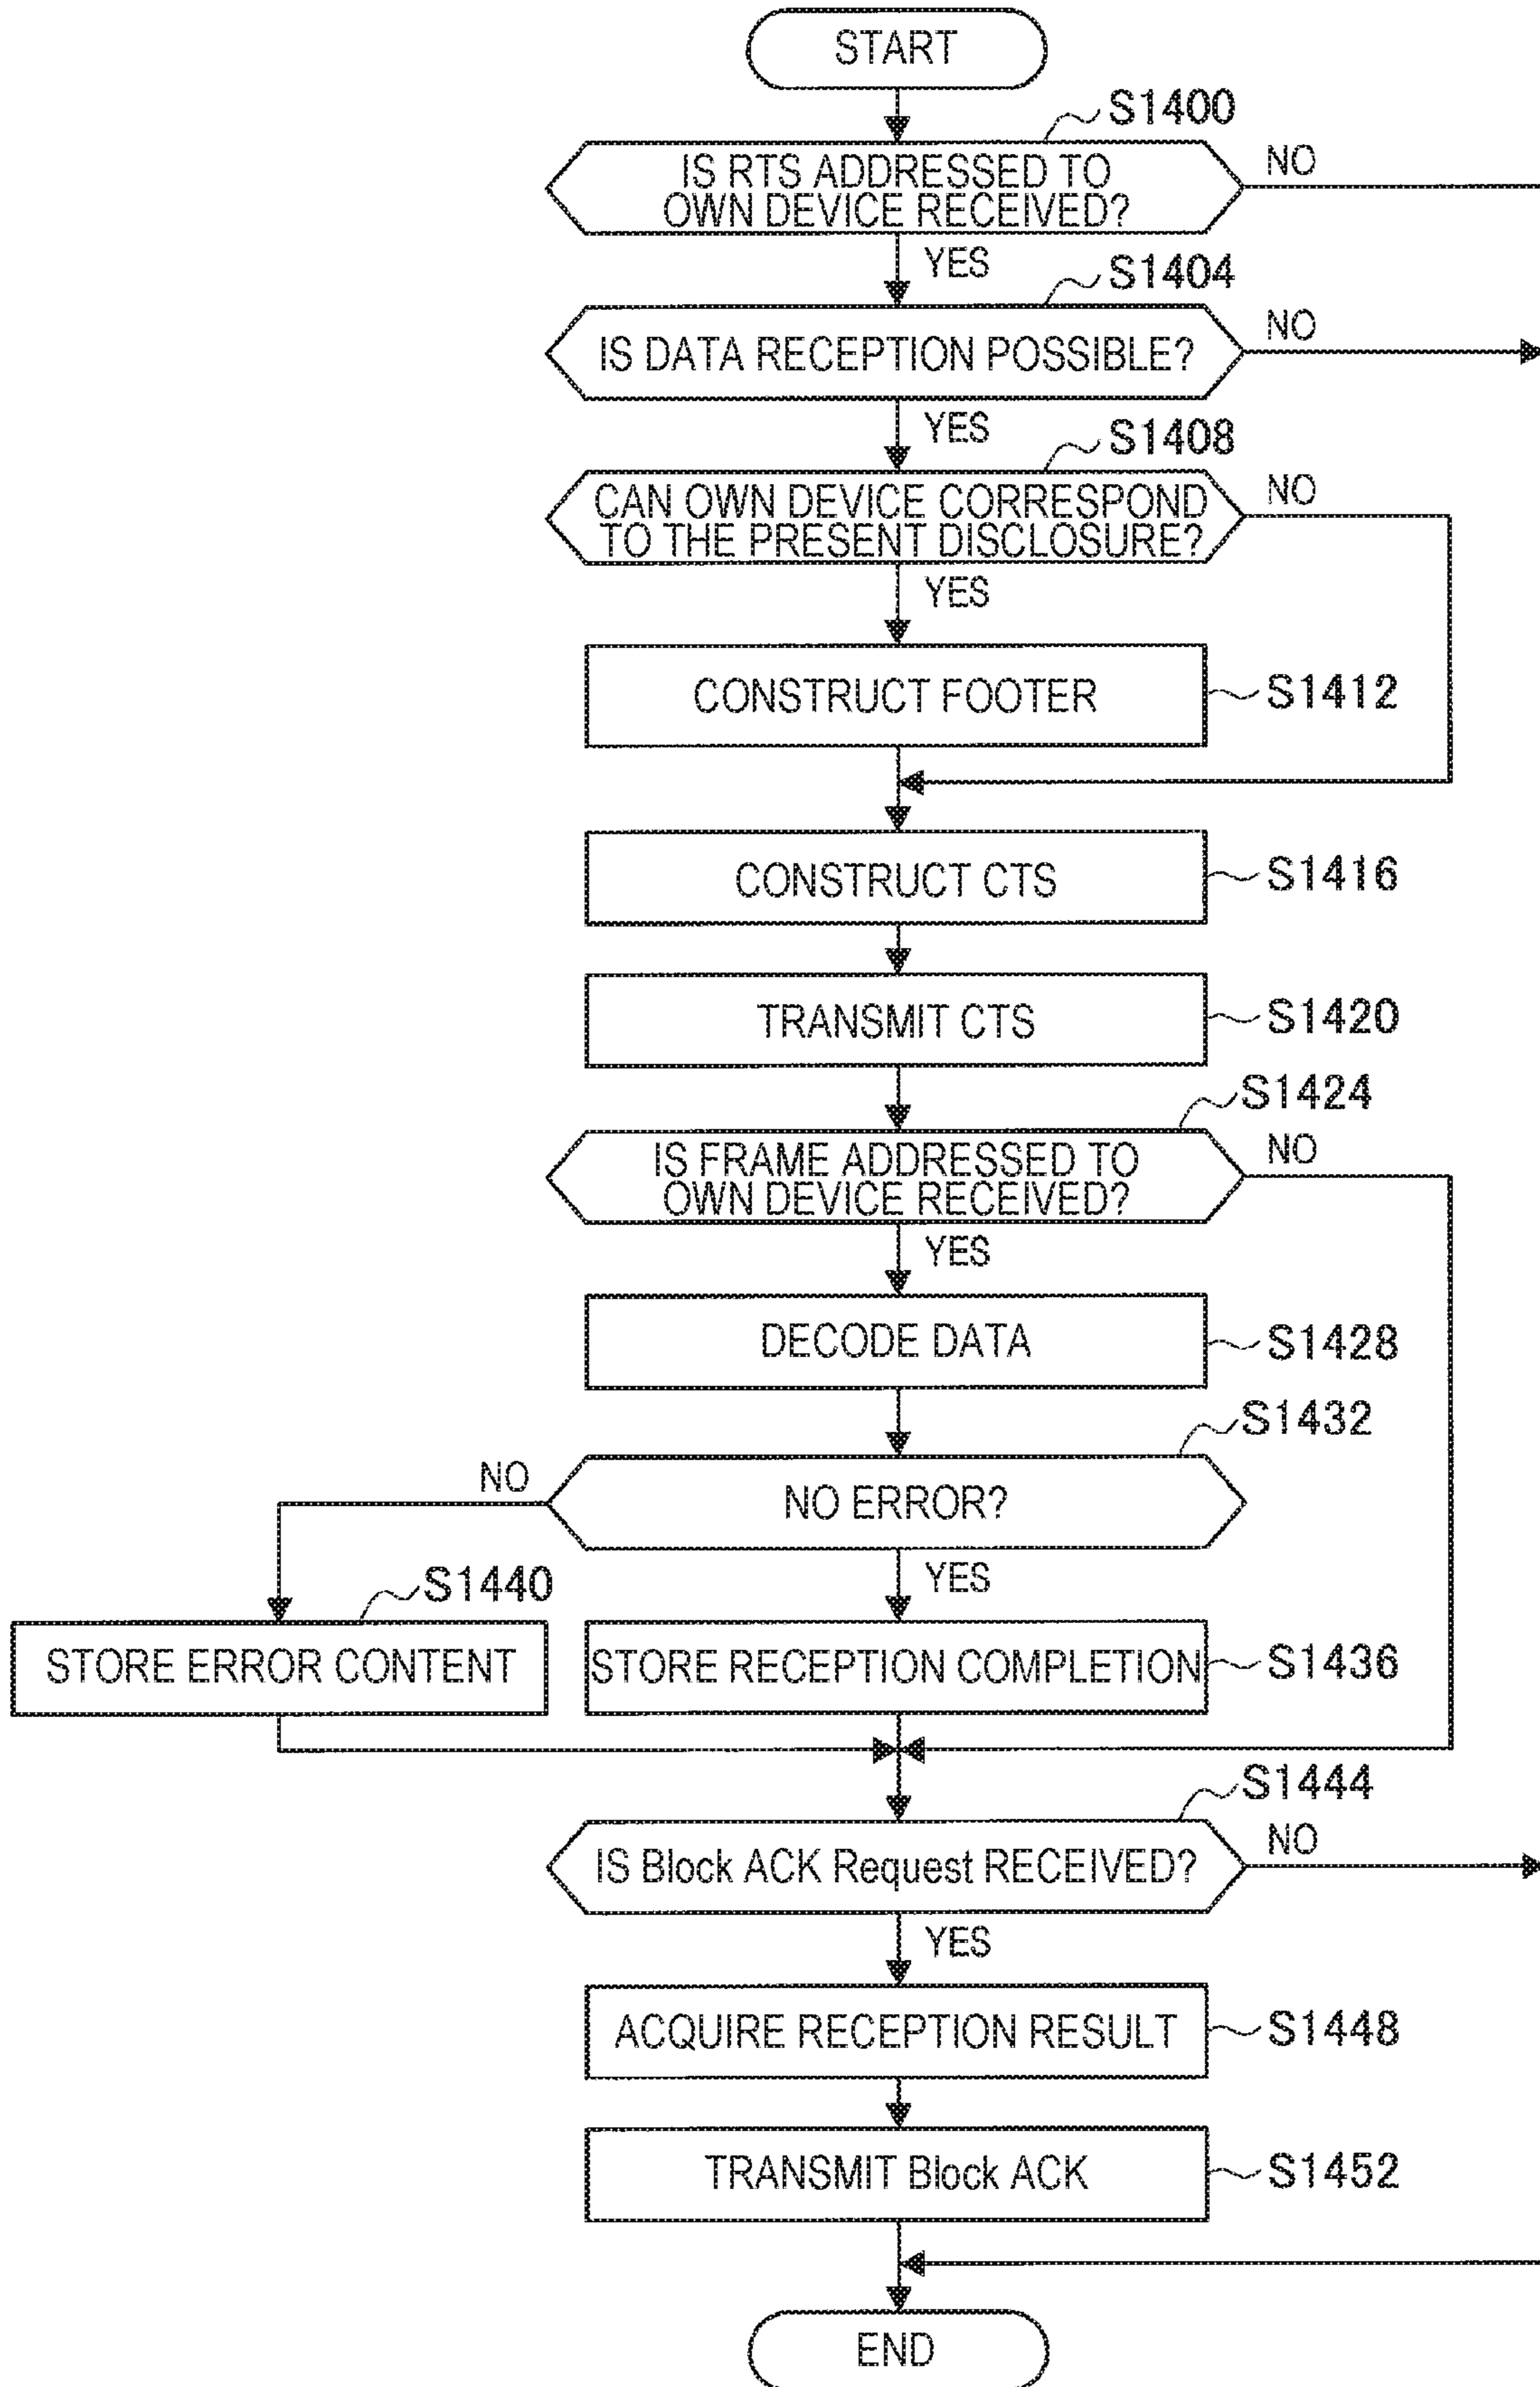 START
S1400
IS RTS ADDRESSED TO
OWN DEVICE RECEIVED?
NO
YES
S1404
IS DATA RECEPTION POSSIBLE?
NO
YES
S1408
CAN OWN DEVICE CORRESPOND
TO THE PRESENT DISCLOSURE?
NO
YES
CONSTRUCT FOOTER
S1412
CONSTRUCT CTS
S1416
TRANSMIT CTS
S1420
S1424
IS FRAME ADDRESSED TO
OWN DEVICE RECEIVED?
NO
YES
DECODE DATA
S1428
S1432
NO
NO ERROR?
YES
S1440
STORE ERROR CONTENT
STORE RECEPTION COMPLETION
S1436
S1444
IS Block ACK Request RECEIVED?
NO
YES
ACQUIRE RECEPTION RESULT
S1448
TRANSMIT Block ACK
S1452
END